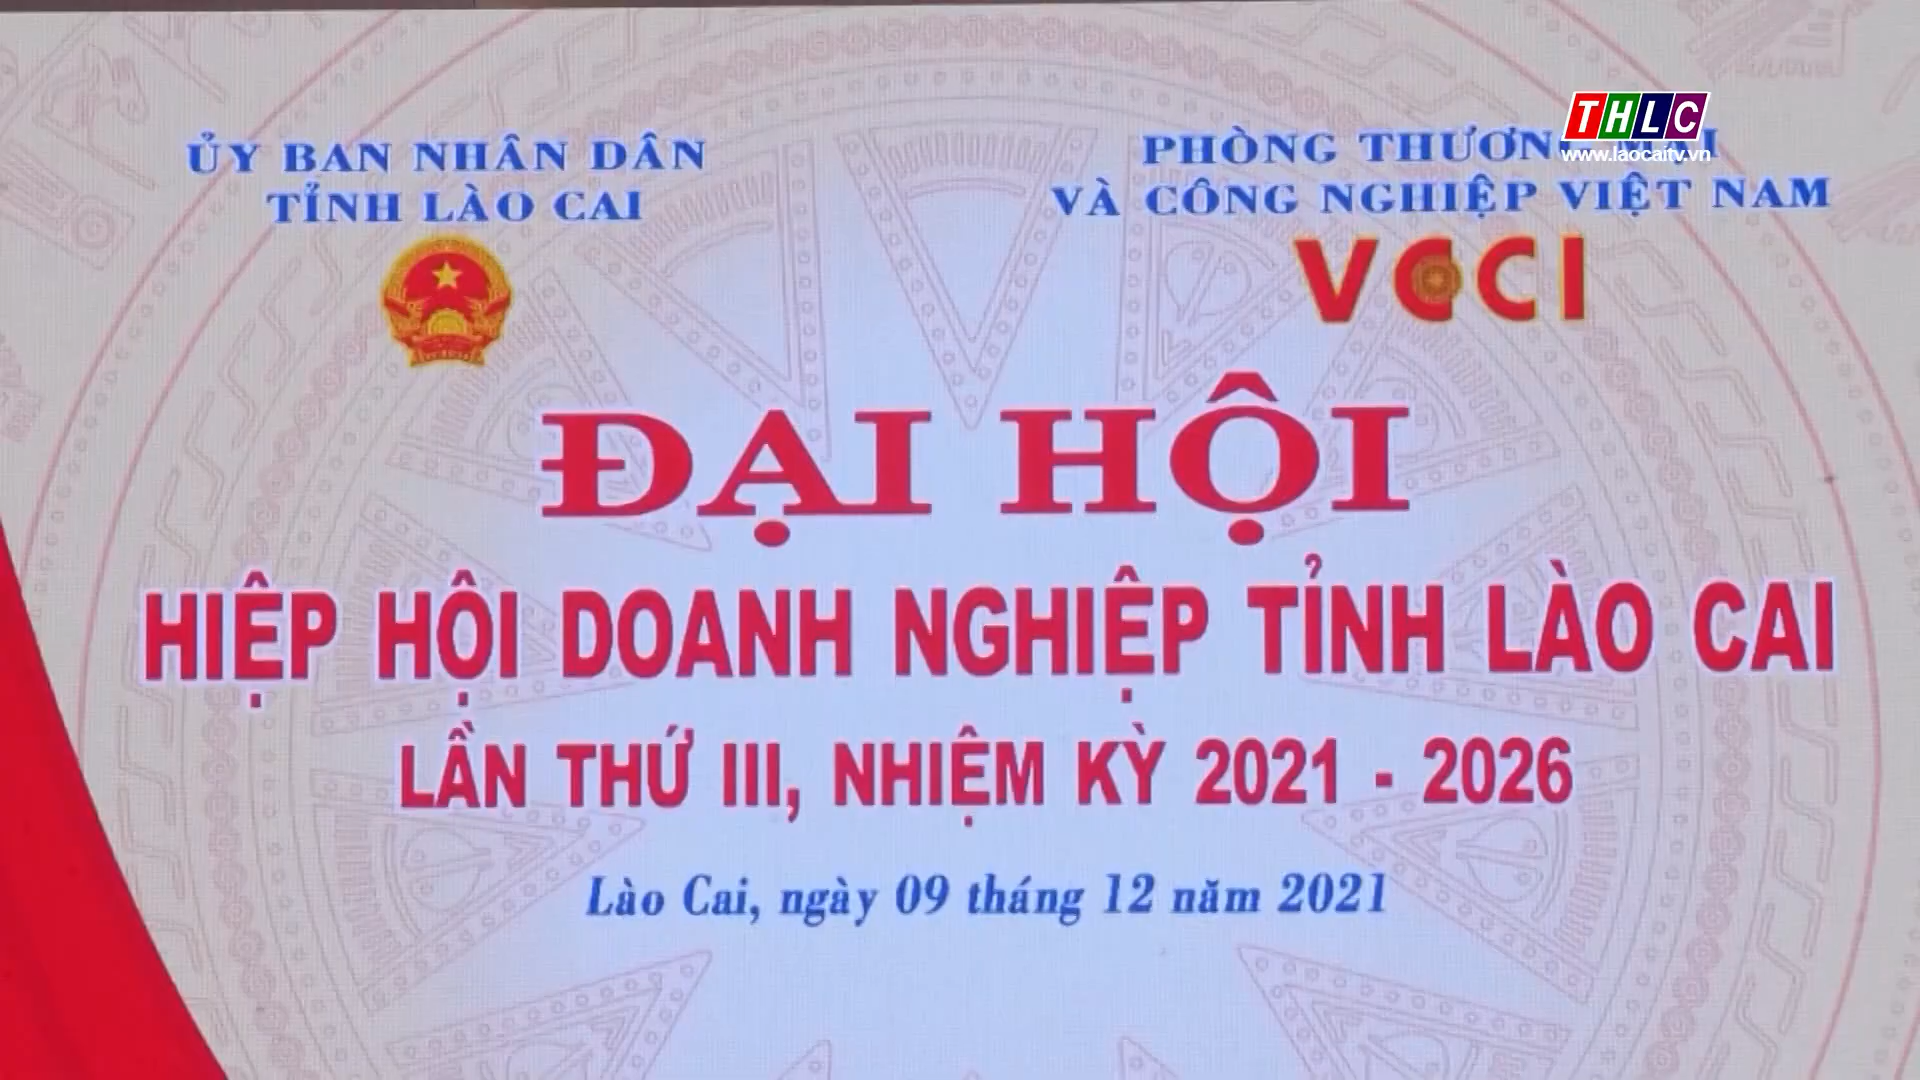 ỦY BAN NHÂN DÂN
TỈNH LÀO CAI
PHÒNG THƯƠNG MẠI
VÀ CÔNG NGHIỆP VIỆT NAM
VCCI
THLC
www.laocaitv.vn
ĐẠI HỘI
HIỆP HỘI DOANH NGHIỆP TỈNH LÀO CAI
LẦN THỨ III, NHIỆM KỲ 2021 - 2026
Lào Cai, ngày 09 tháng 12 năm 2021